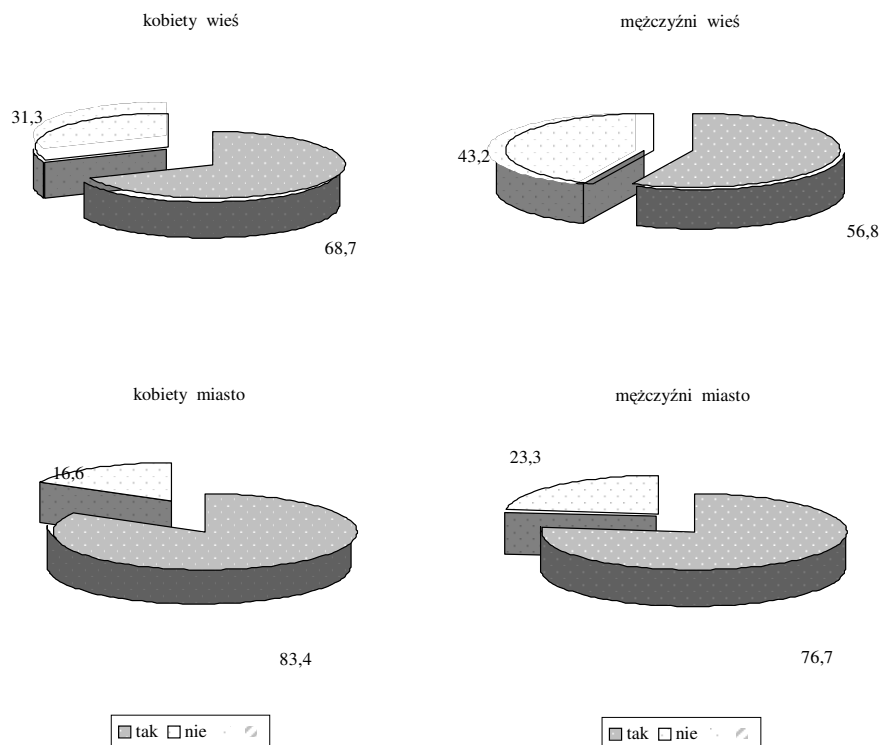 kobiety wieś
31,3
68,7
mężczyźni wieś
43,2
56,8
kobiety miasto
16,6
83,4
mężczyźni miasto
23,3
76,7
tak nie
tak nie